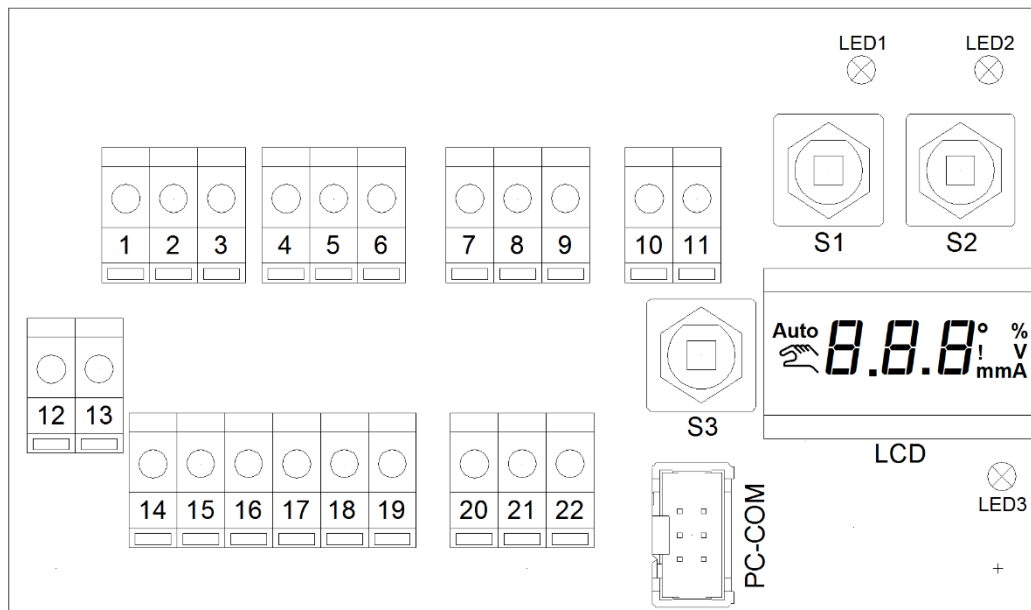 LED1 LED2
1 2 3 4 5 6 7 8 9 10 11
S1 S2
Auto 8.8.8 ° %
! V
mmA
12 13
S3
LCD
14 15 16 17 18 19 20 21 22
PC-COM
LED3